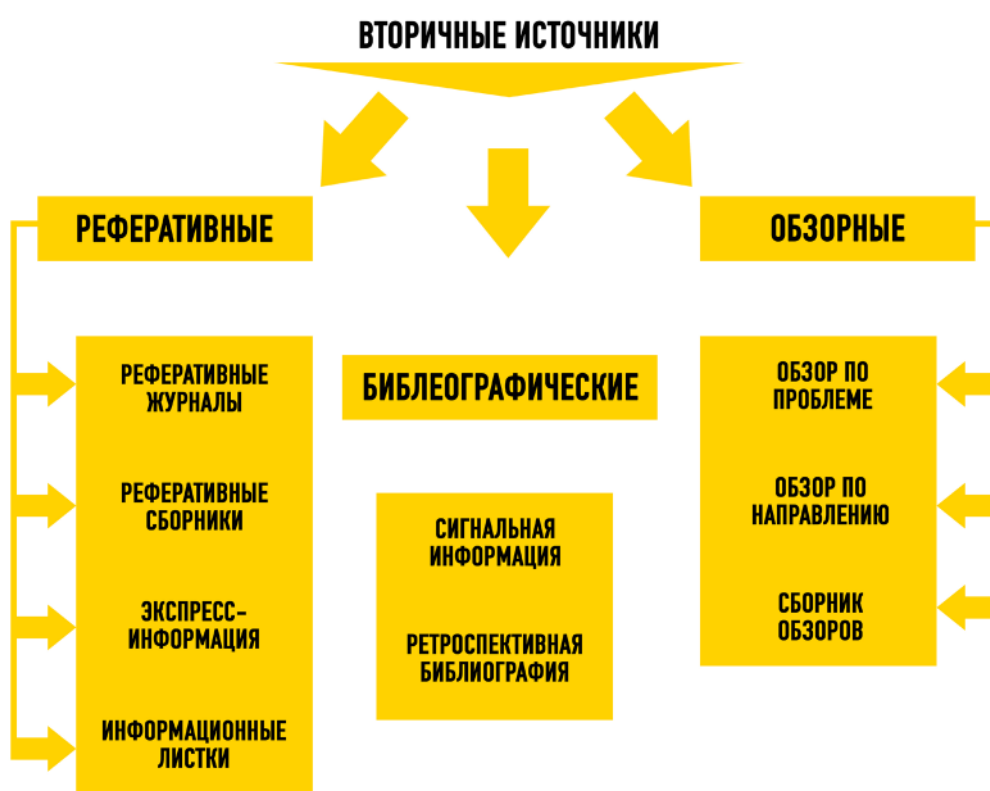 ВТОРИЧНЫЕ ИСТОЧНИКИ
РЕФЕРАТИВНЫЕ
ОБЗОРНЫЕ
РЕФЕРАТИВНЫЕ
ЖУРНАЛЫ
РЕФЕРАТИВНЫЕ
СБОРНИКИ
ЭКСПРЕСС-
ИНФОРМАЦИЯ
ИНФОРМАЦИОННЫЕ
ЛИСТКИ
БИБЛЕОГРАФИЧЕСКИЕ
СИГНАЛЬНАЯ
ИНФОРМАЦИЯ
РЕТРОСПЕКТИВНАЯ
БИБЛИОГРАФИЯ
ОБЗОР ПО
ПРОБЛЕМЕ
ОБЗОР ПО
НАПРАВЛЕНИЮ
СБОРНИК
ОБЗОРОВ